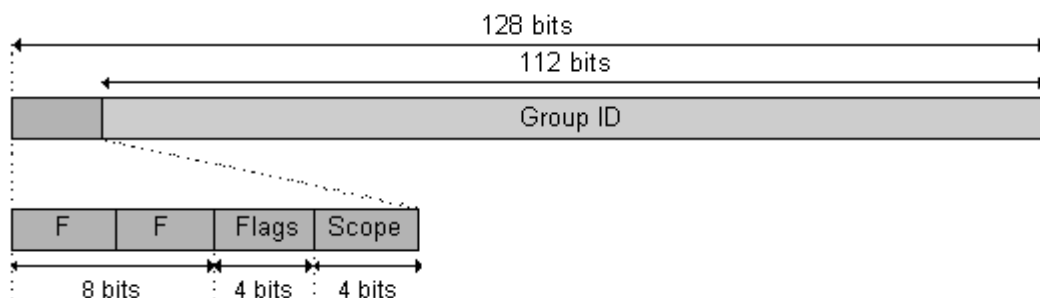 128 bits
112 bits
Group ID
F F Flags Scope
8 bits 4 bits 4 bits